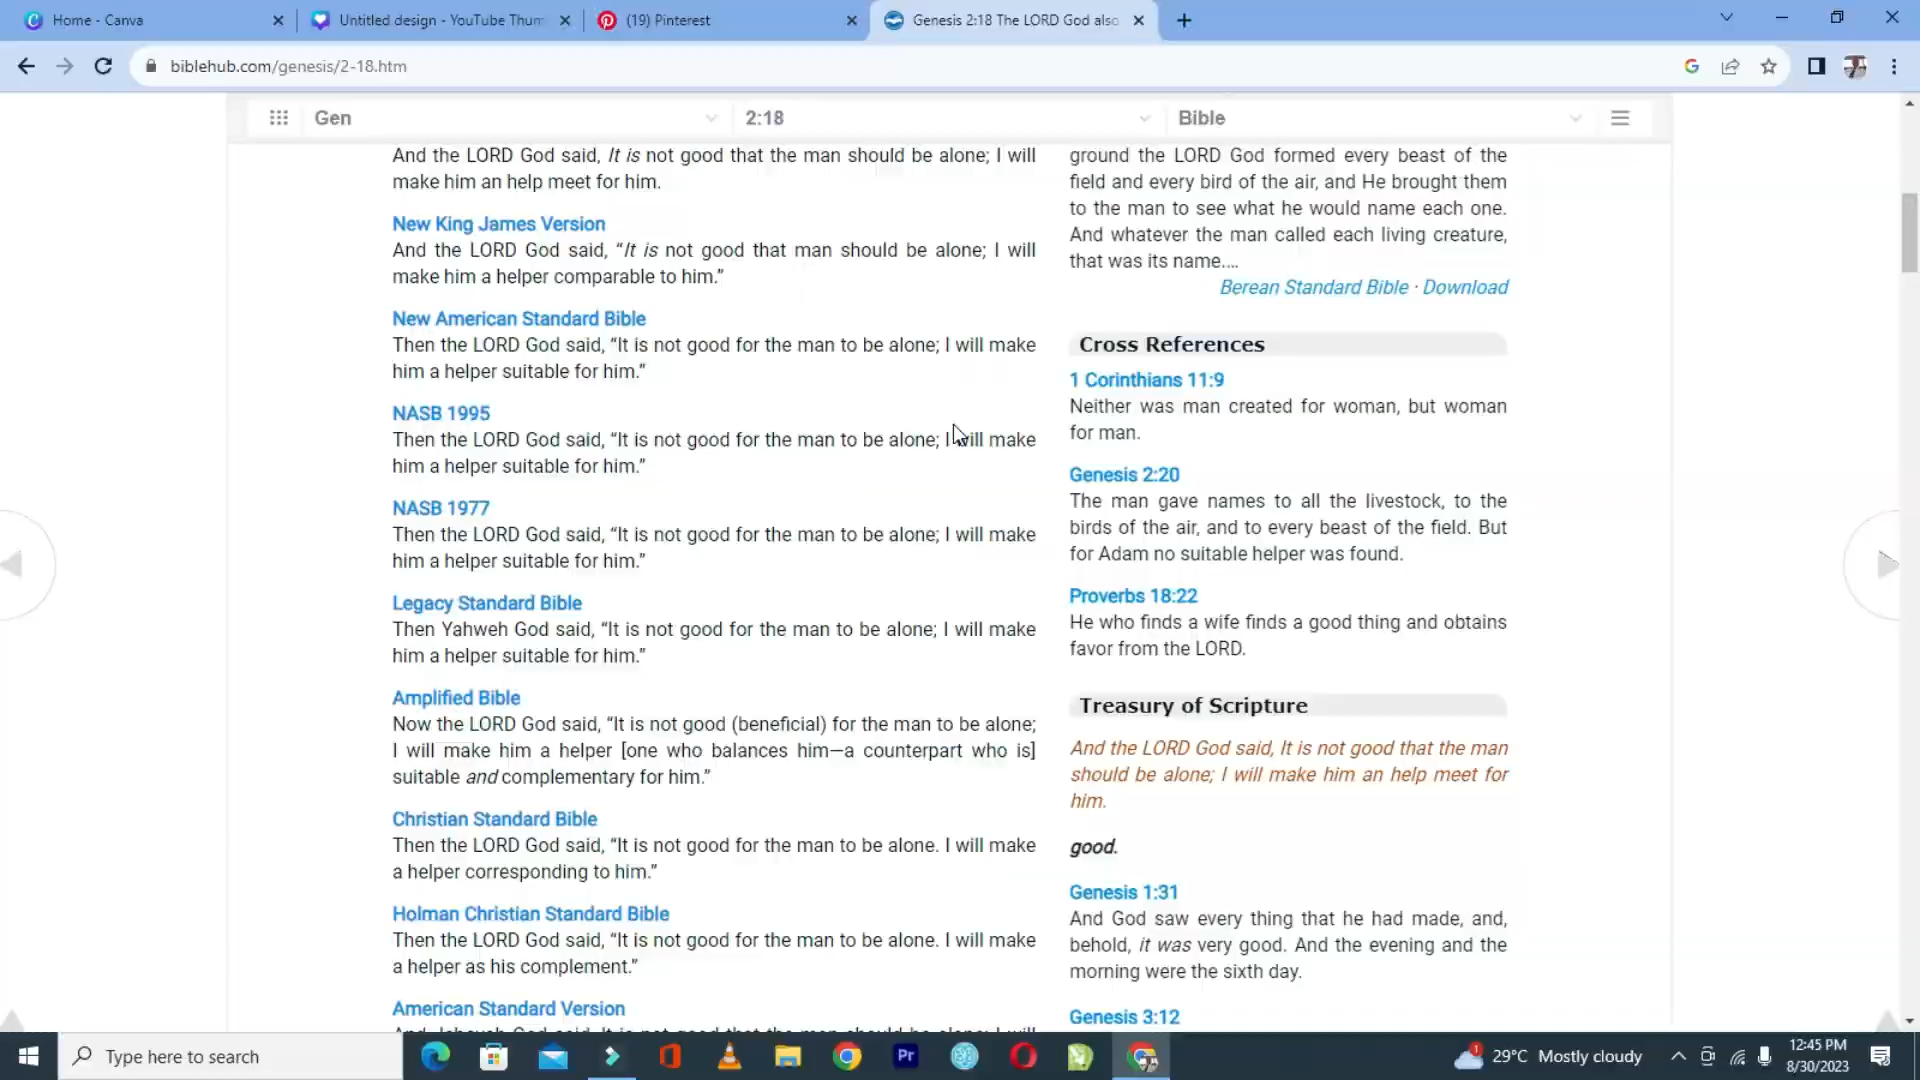 Home - Canva
Untitled design - YouTube Thum
(19) Pinterest
Genesis 2:18 The LORD God also
biblehub.com/genesis/2-18.htm
Gen
2:18
Bible
And the LORD God said, It is not good that the man should be alone; I will
make him an help meet for him.
New King James Version
And the LORD God said, “It is not good that man should be alone; I will
make him a helper comparable to him.”
New American Standard Bible
Then the LORD God said, “It is not good for the man to be alone; I will make
him a helper suitable for him.”
NASB 1995
Then the LORD God said, “It is not good for the man to be alone; I will make
him a helper suitable for him.”
NASB 1977
Then the LORD God said, “It is not good for the man to be alone; I will make
him a helper suitable for him.”
Legacy Standard Bible
Then Yahweh God said, “It is not good for the man to be alone; I will make
him a helper suitable for him.”
Amplified Bible
Now the LORD God said, “It is not good (beneficial) for the man to be alone;
I will make him a helper [one who balances him—a counterpart who is]
suitable and complementary for him.”
Christian Standard Bible
Then the LORD God said, “It is not good for the man to be alone. I will make
a helper corresponding to him.”
Holman Christian Standard Bible
Then the LORD God said, “It is not good for the man to be alone. I will make
a helper as his complement.”
American Standard Version
ground the LORD God formed every beast of the
field and every bird of the air, and He brought them
to the man to see what he would name each one.
And whatever the man called each living creature,
that was its name....
Berean Standard Bible · Download
Cross References
1 Corinthians 11:9
Neither was man created for woman, but woman
for man.
Genesis 2:20
The man gave names to all the livestock, to the
birds of the air, and to every beast of the field. But
for Adam no suitable helper was found.
Proverbs 18:22
He who finds a wife finds a good thing and obtains
favor from the LORD.
Treasury of Scripture
And the LORD God said, It is not good that the man
should be alone; I will make him an help meet for
him.
good.
Genesis 1:31
And God saw every thing that he had made, and,
behold, it was very good. And the evening and the
morning were the sixth day.
Genesis 3:12
Type here to search
Pr
1
29°C Mostly cloudy
12:45 PM
8/30/2023